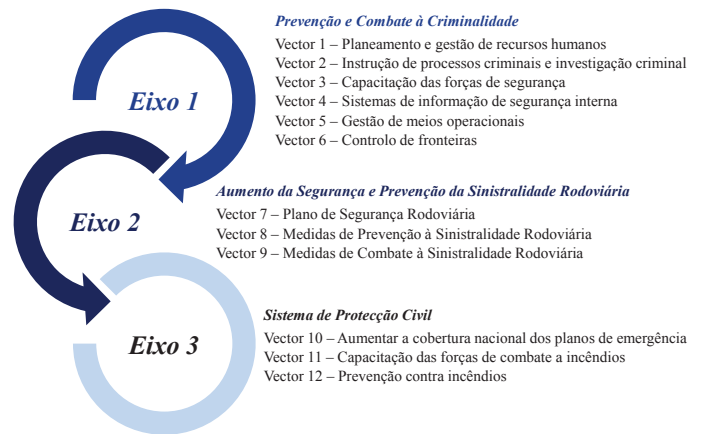 Prevenção e Combate à Criminalidade
Eixo 1
Vector 1 – Planeamento e gestão de recursos humanos
Vector 2 – Instrução de processos criminais e investigação criminal
Vector 3 – Capacitação das forças de segurança
Vector 4 – Sistemas de informação de segurança interna
Vector 5 – Gestão de meios operacionais
Vector 6 – Controlo de fronteiras
Aumento da Segurança e Prevenção da Sinistralidade Rodoviária
Eixo 2
Vector 7 – Plano de Segurança Rodoviária
Vector 8 – Medidas de Prevenção à Sinistralidade Rodoviária
Vector 9 – Medidas de Combate à Sinistralidade Rodoviária
Sistema de Protecção Civil
Eixo 3
Vector 10 – Aumentar a cobertura nacional dos planos de emergência
Vector 11 – Capacitação das forças de combate a incêndios
Vector 12 – Prevenção contra incêndios